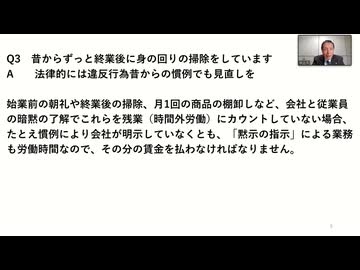 Q3 昔からずっと終業後に身の回りの掃除をしています
A 法律的には違反行為昔からの慣例でも見直しを
始業前の朝礼や終業後の掃除、月1回の商品の棚卸しなど、会社と従業員
の暗黙の了解でこれらを残業（時間外労働）にカウントしていない場合、
たとえ慣例により会社が明示していなくとも、「黙示の指示」による業務
も労働時間なので、その分の賃金を払わなければなりません。